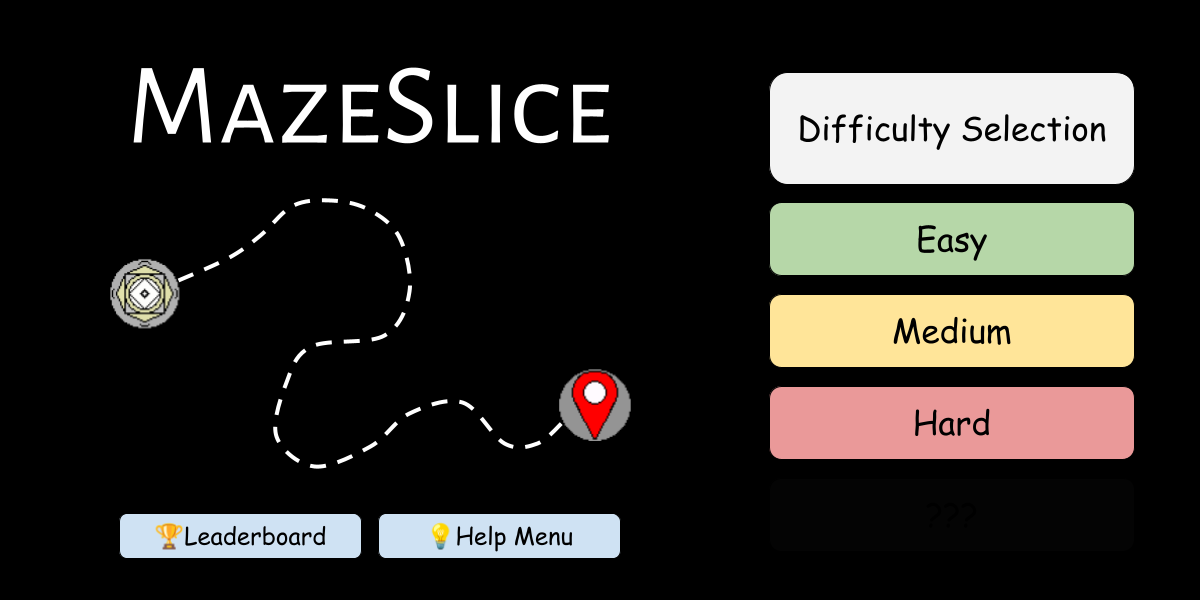 MazeSlice
Difficulty Selection
Easy
Medium
Hard
???
🏆Leaderboard
💡Help Menu